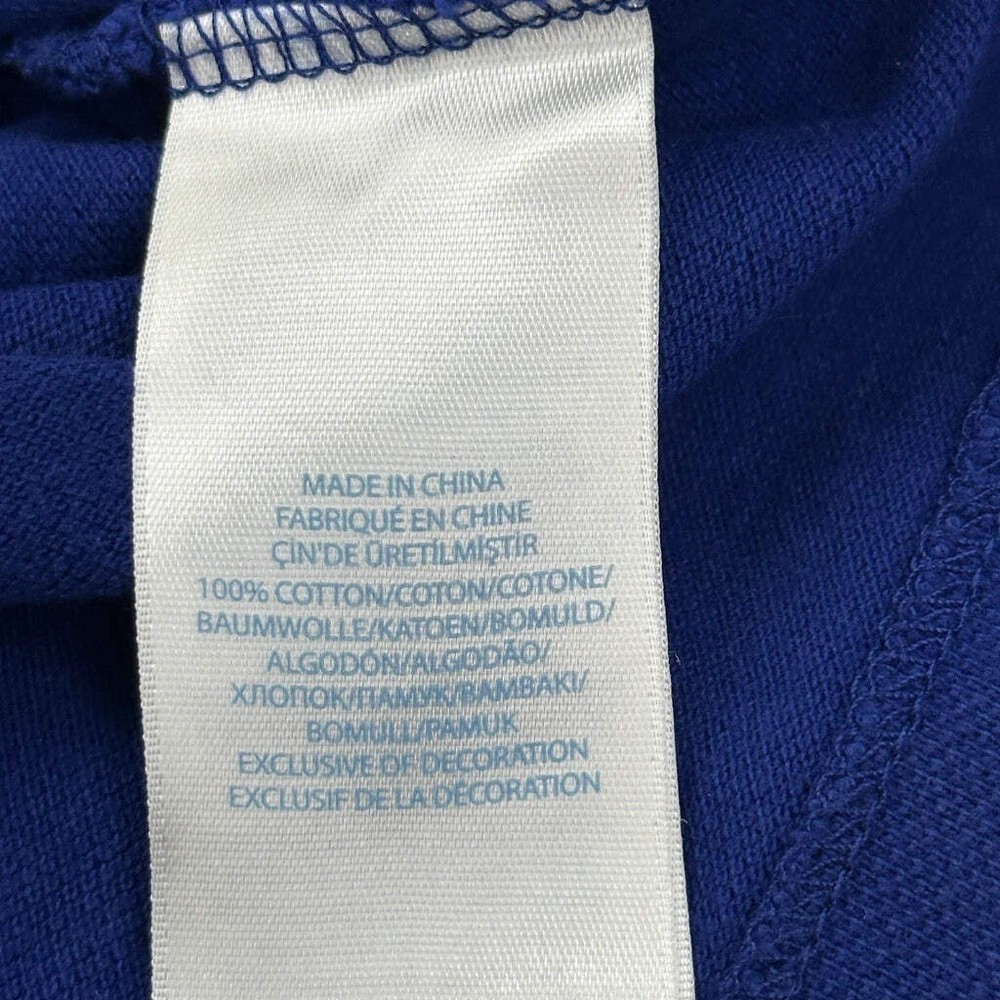 MADE IN CHINA
FABRIQUÉ EN CHINE
ÇİN'DE ÜRETİLMİŞTİR
100% COTTON/COTON/COTONE/
BAUMWOLLE/KATOEN/BOMULD/
ALGODÓN/ALGODÃO/
ХЛОПОК/ПАМУК/BAMBAKI/
BOMULL/PAMUK
EXCLUSIVE OF DECORATION
EXCLUSIF DE LA DÉCORATION